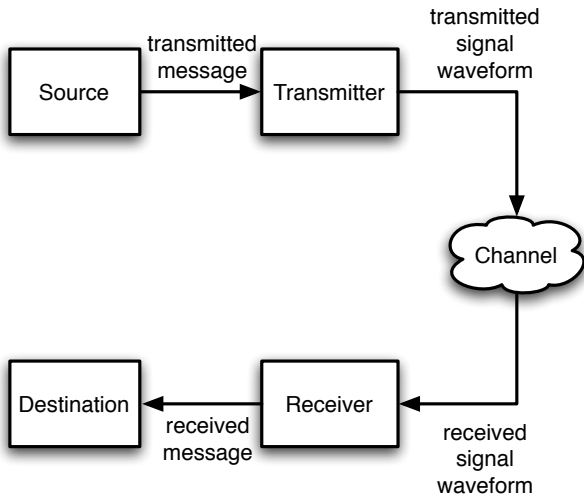 transmitted
message
transmitted
signal
waveform
Source
Transmitter
Channel
Destination
Receiver
received
message
received
signal
waveform